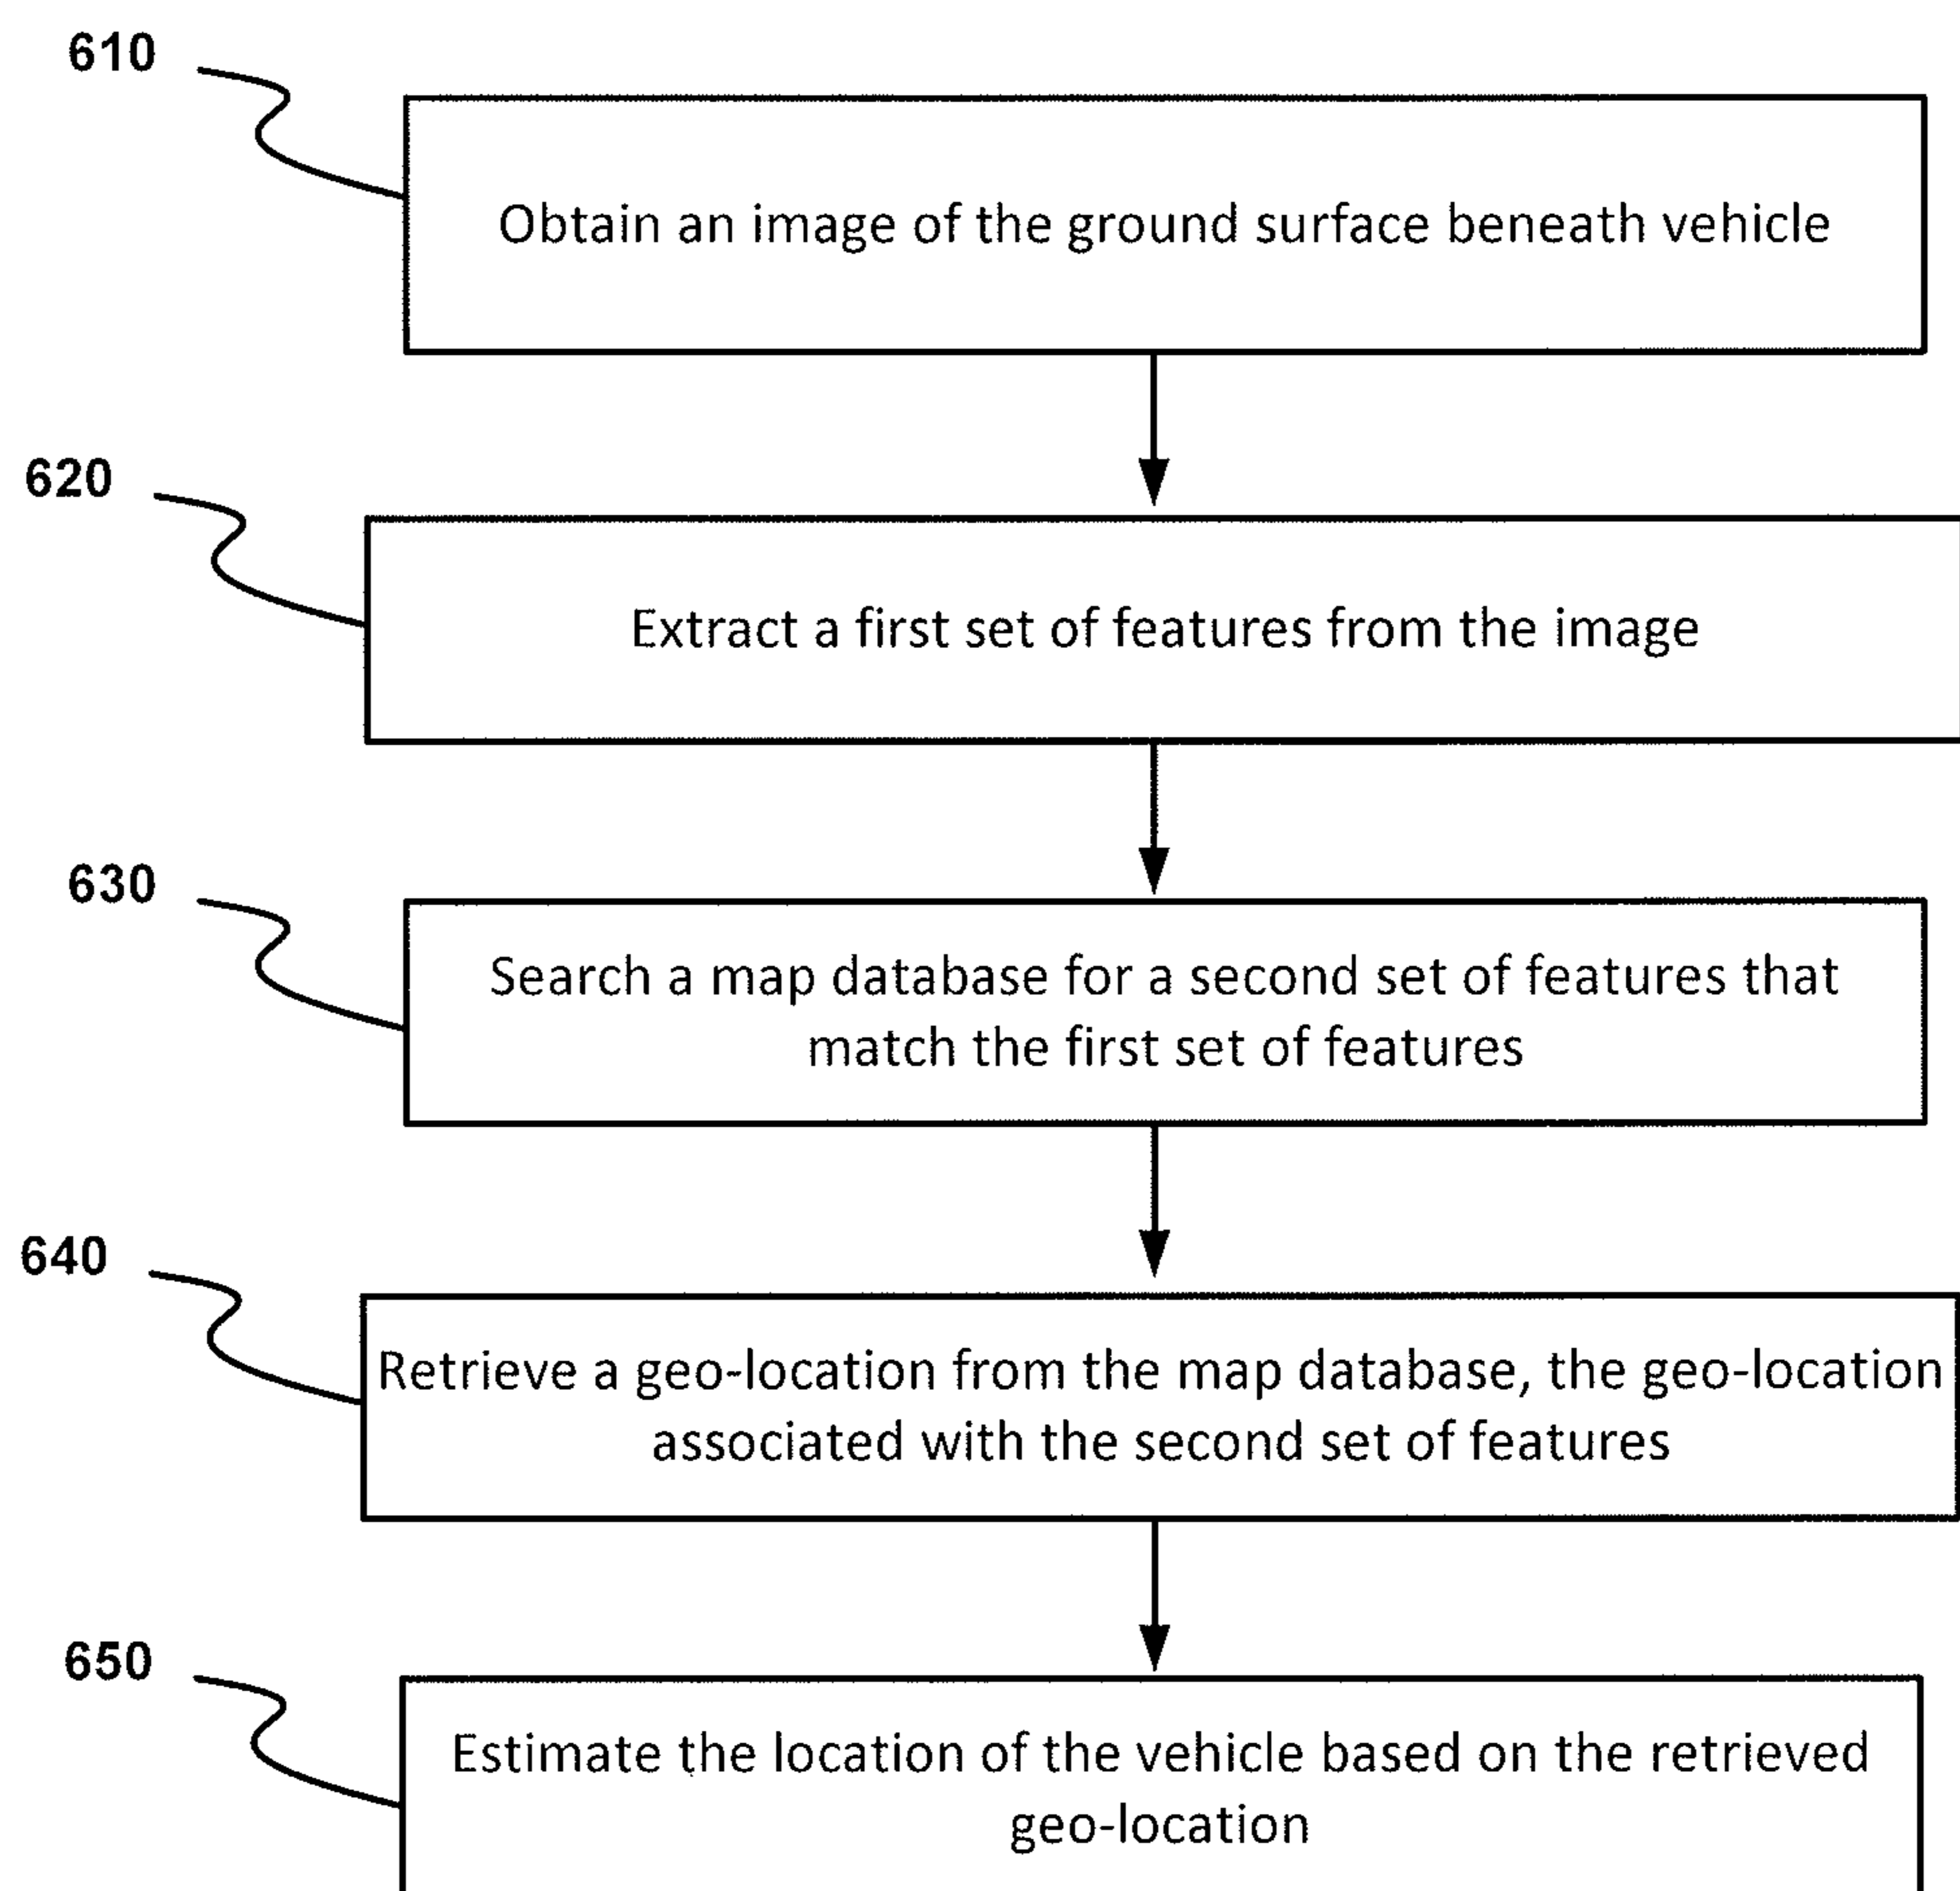 610
Obtain an image of the ground surface beneath vehicle
620
Extract a first set of features from the image
630
Search a map database for a second set of features that
match the first set of features
640
Retrieve a geo-location from the map database, the geo-location
associated with the second set of features
650
Estimate the location of the vehicle based on the retrieved
geo-location